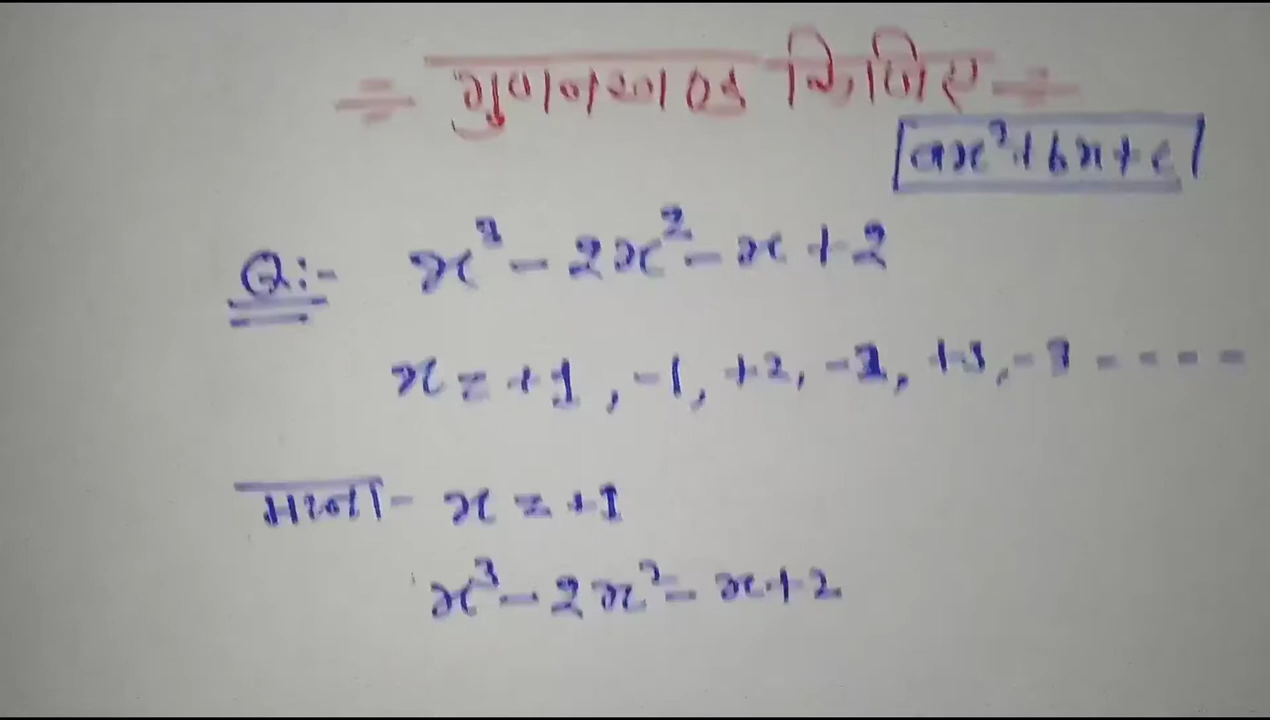 ⇒ गुणनखण्ड किजिए ⇒
ax²+bx+c
Q:- x³ - 2x² - x + 2
x = +1, -1, +2, -2, +3, -3 - - - -
माना- x = +1
x³ - 2x² - x + 2